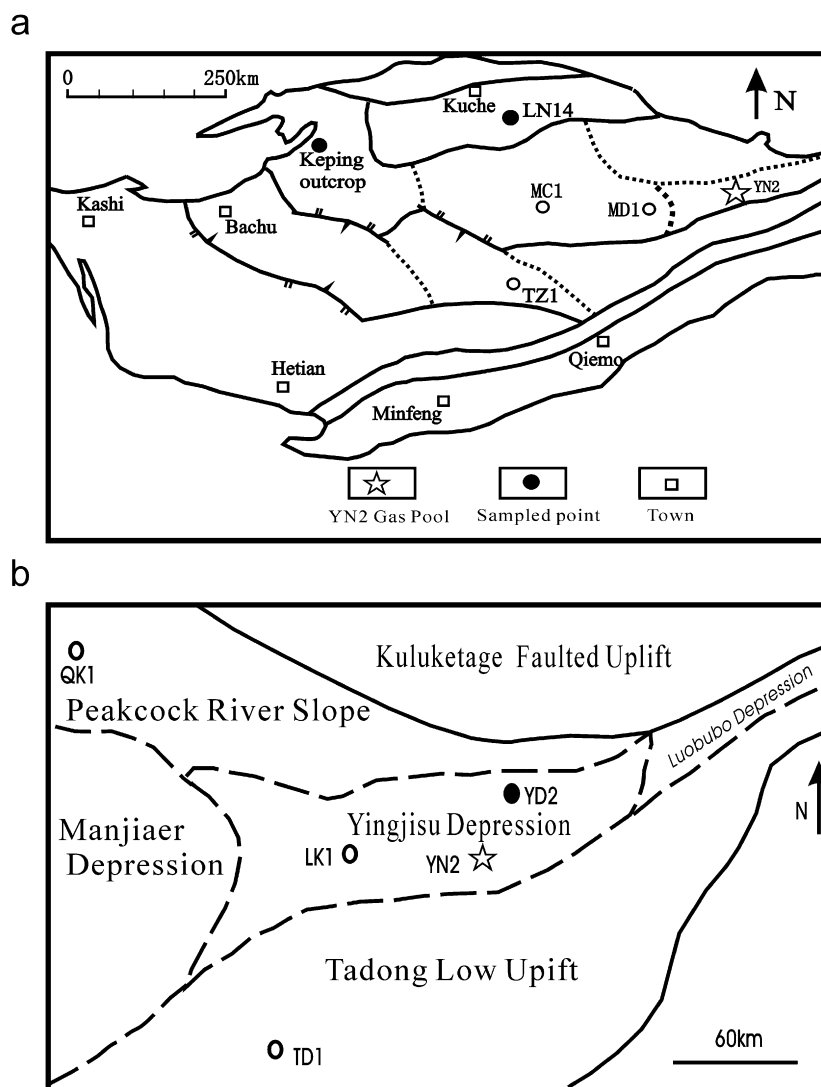 a
0 250km
N
Kuche
LN14
Keping
outcrop
Kashi
Bachu
MC1
MD1
YN2
TZ1
Hetian
Qiemo
Minfeng
YN2 Gas Pool
Sampled point
Town
b
QK1
Kuluketage Faulted Uplift
Peakcock River Slope
Luobubo Depression
YD2
N
Manjiaer
Depression
Yingjisu Depression
LK1
YN2
Tadong Low Upift
TD1
60km